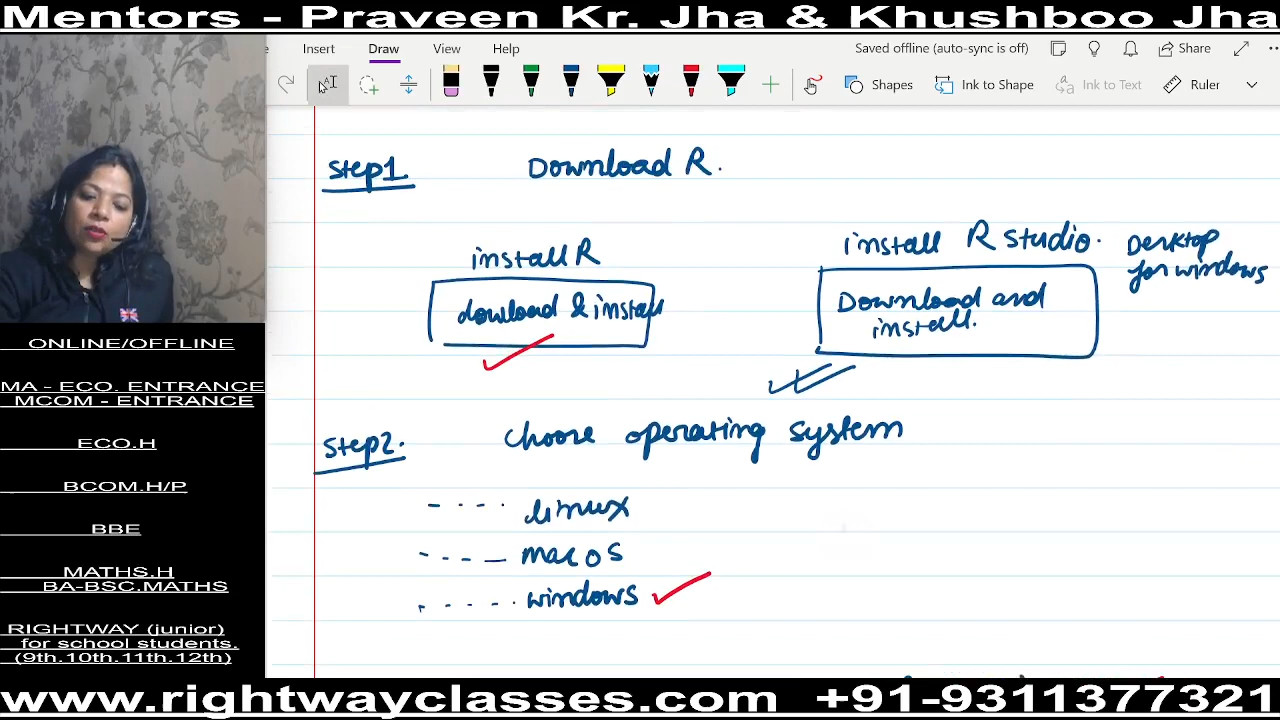 Mentors - Praveen Kr. Jha & Khushboo Jha
Insert Draw View Help
Saved offline (auto-sync is off) Share
Shapes Ink to Shape Ink to Text Ruler
ONLINE/OFFLINE
MA - ECO. ENTRANCE
MCOM - ENTRANCE
ECO.H
BCOM.H/P
BBE
MATHS.H
BA-BSC.MATHS
RIGHTWAY (junior)
for school students.
(9th.10th.11th.12th)
Step1 Download R.
install R
dowload & install
install R studio. Desktop
for windows
Download and
install.
Step2. choose operating system
---- linux
---- mac OS
----- windows
www.rightwayclasses.com +91-9311377321